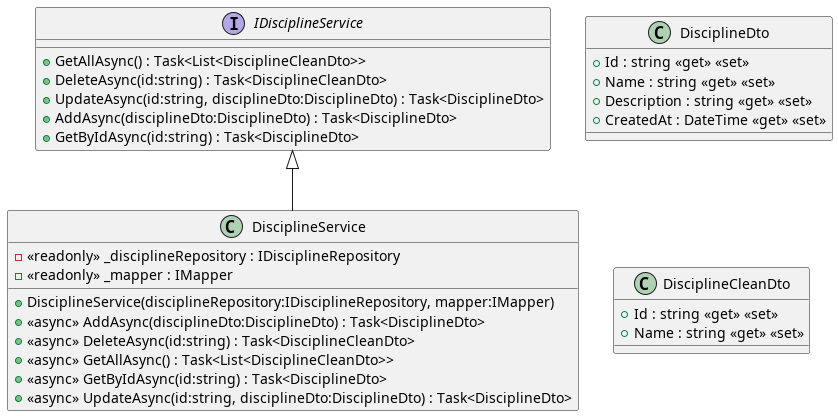 I IDisciplineService
GetAllAsync() : Task<List<DisciplineCleanDto>>
DeleteAsync(id:string) : Task<DisciplineCleanDto>
UpdateAsync(id:string, disciplineDto:DisciplineDto) : Task<DisciplineDto>
AddAsync(disciplineDto:DisciplineDto) : Task<DisciplineDto>
GetByIdAsync(id:string) : Task<DisciplineDto>
C DisciplineDto
Id : string «get» «set»
Name : string «get» «set»
Description : string «get» «set»
CreatedAt : DateTime «get» «set»
C DisciplineService
«readonly» _disciplineRepository : IDisciplineRepository
«readonly» _mapper : IMapper
DisciplineService(disciplineRepository:IDisciplineRepository, mapper:IMapper)
«async» AddAsync(disciplineDto:DisciplineDto) : Task<DisciplineDto>
«async» DeleteAsync(id:string) : Task<DisciplineCleanDto>
«async» GetAllAsync() : Task<List<DisciplineCleanDto>>
«async» GetByIdAsync(id:string) : Task<DisciplineDto>
«async» UpdateAsync(id:string, disciplineDto:DisciplineDto) : Task<DisciplineDto>
C DisciplineCleanDto
Id : string «get» «set»
Name : string «get» «set»